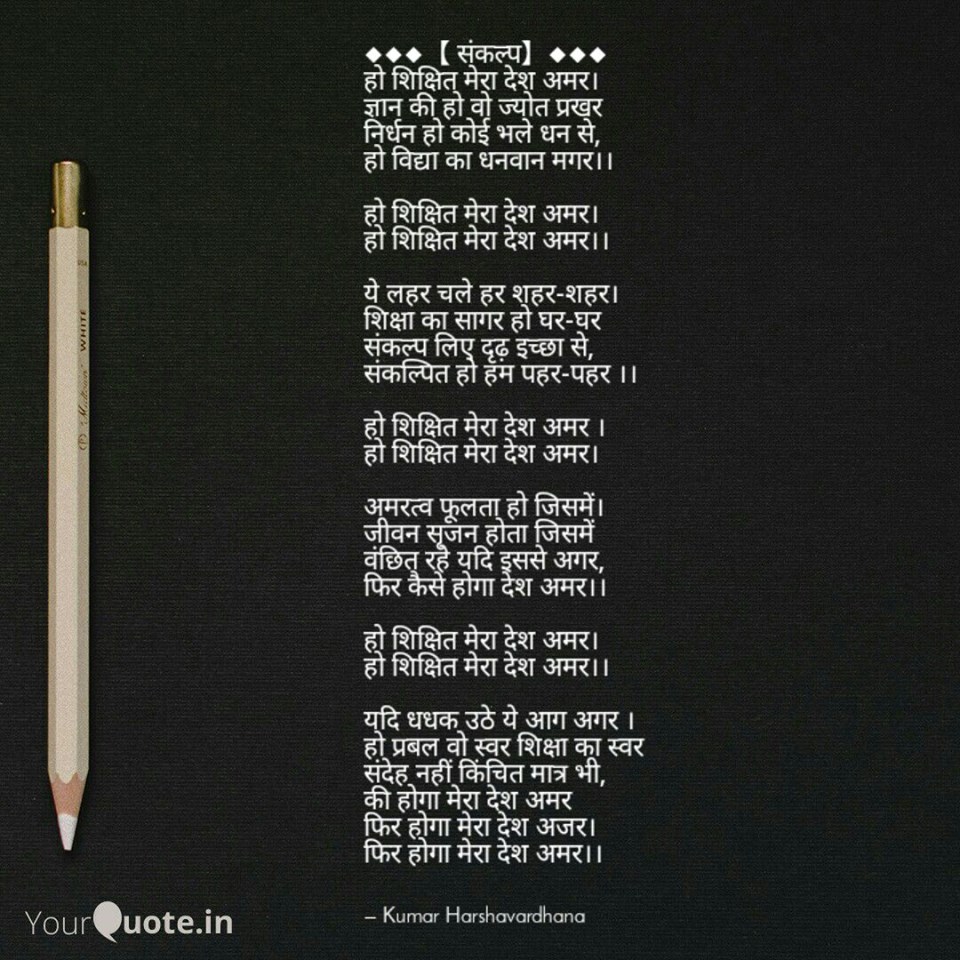 ◆◆◆【 संकल्प】 ◆◆◆
हो शिक्षित मेरा देश अमर।
ज्ञान की हो वो ज्योत प्रखर
निर्धन हो कोई भले धन से,
हो विद्या का धनवान मगर।।
हो शिक्षित मेरा देश अमर।
हो शिक्षित मेरा देश अमर।।
ये लहर चले हर शहर-शहर।
शिक्षा का सागर हो घर-घर
संकल्प लिए दृढ़ इच्छा से,
संकल्पित हो हम पहर-पहर ।।
हो शिक्षित मेरा देश अमर ।
हो शिक्षित मेरा देश अमर।
अमरत्व फूलता हो जिसमें।
जीवन सृजन होता जिसमें
वंछित रहे यदि इससे अगर,
फिर कैसे होगा देश अमर।।
हो शिक्षित मेरा देश अमर।
हो शिक्षित मेरा देश अमर।।
यदि धधक उठे ये आग अगर ।
हो प्रबल वो स्वर शिक्षा का स्वर
संदेह नहीं किंचित मात्र भी,
की होगा मेरा देश अमर
फिर होगा मेरा देश अजर।
फिर होगा मेरा देश अमर।।
– Kumar Harshavardhana
YourQuote.in
WHITE
USA